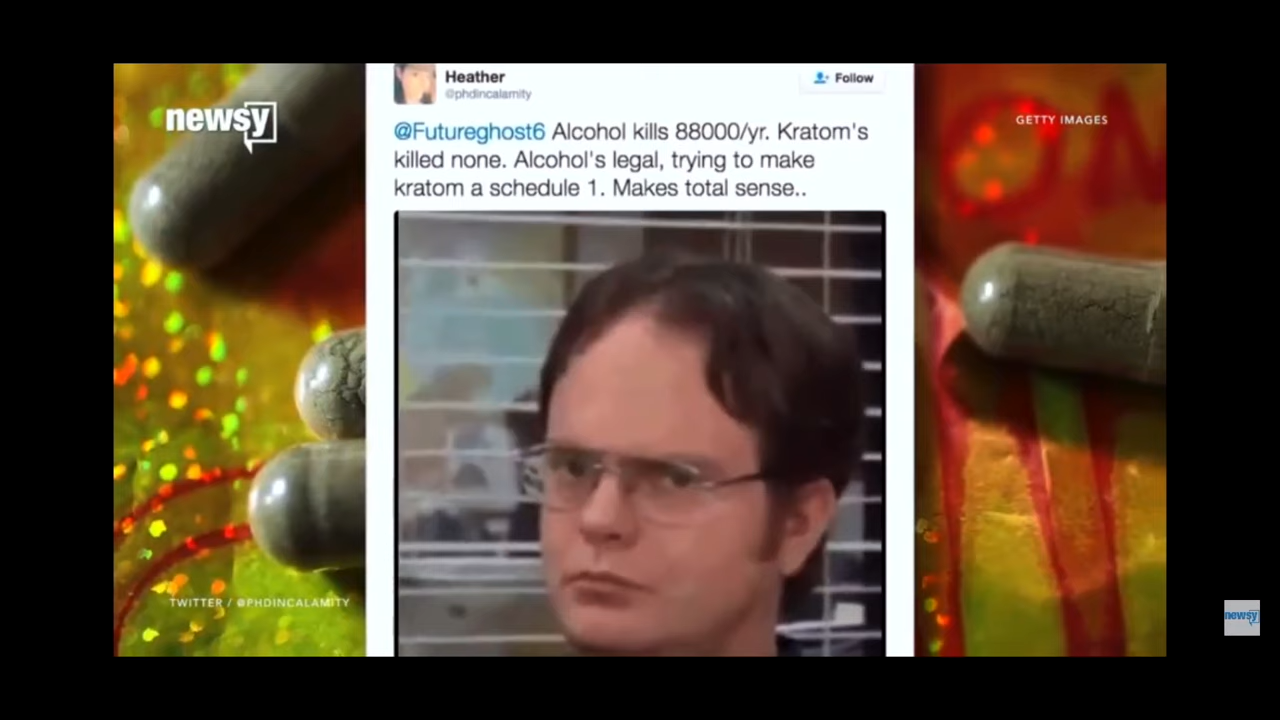 newsy
GETTY IMAGES
Heather
@phdincalamity
Follow
@Futureghost6 Alcohol kills 88000/yr. Kratom's
killed none. Alcohol's legal, trying to make
kratom a schedule 1. Makes total sense..
TWITTER / @PHDINCALAMITY
newsy